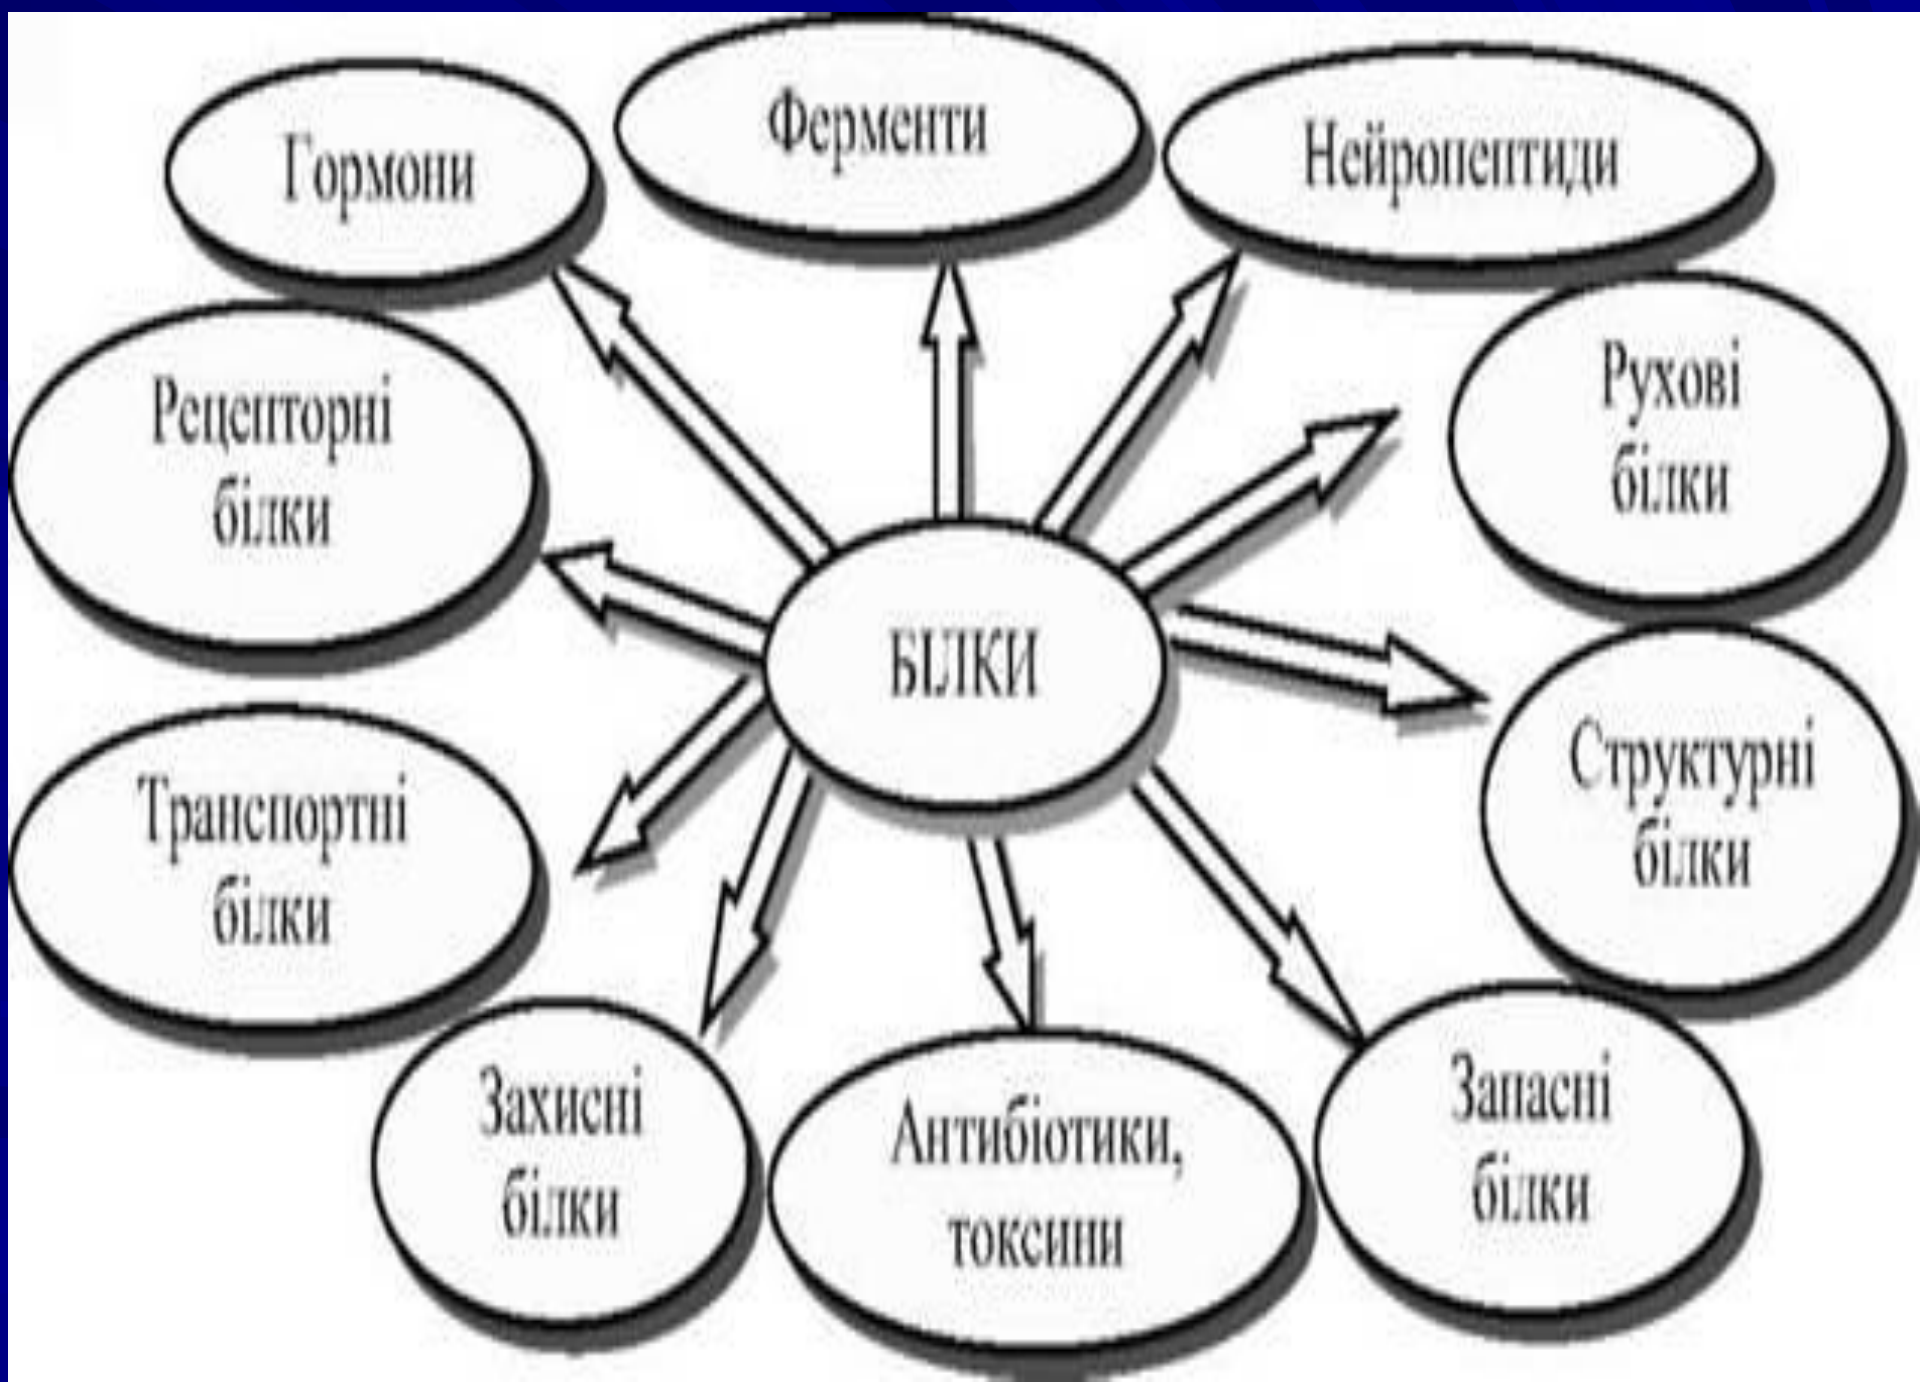 Гормони
Ферменти
Нейропептиди
Рецепторні
білки
Рухові
білки
БІЛКИ
Транспортні
білки
Структурні
білки
Захисні
білки
Антибіотики,
токсини
Запасні
білки